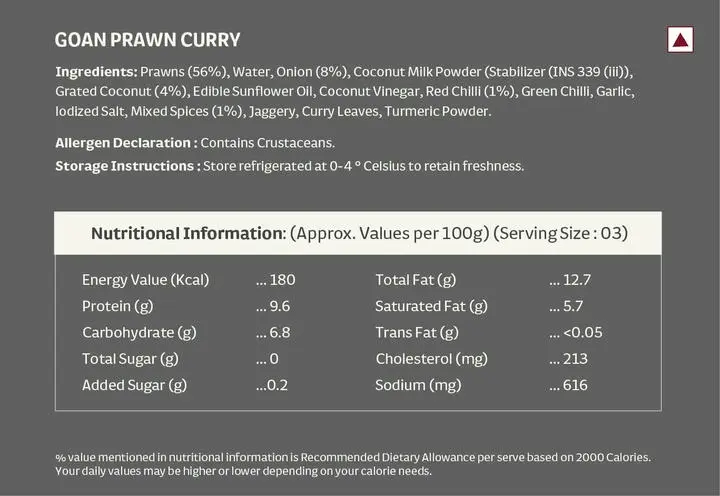 GOAN PRAWN CURRY
Ingredients: Prawns (56%), Water, Onion (8%), Coconut Milk Powder (Stabilizer (INS 339 (iii)),
Grated Coconut (4%), Edible Sunflower Oil, Coconut Vinegar, Red Chilli (1%), Green Chilli, Garlic,
Iodized Salt, Mixed Spices (1%), Jaggery, Curry Leaves, Turmeric Powder.
Allergen Declaration : Contains Crustaceans.
Storage Instructions : Store refrigerated at 0-4 ° Celsius to retain freshness.
Nutritional Information: (Approx. Values per 100g) (Serving Size : 03)
Energy Value (Kcal) ... 180 Total Fat (g) ... 12.7
Protein (g) ... 9.6 Saturated Fat (g) ... 5.7
Carbohydrate (g) ... 6.8 Trans Fat (g) ... <0.05
Total Sugar (g) ... 0 Cholesterol (mg) ... 213
Added Sugar (g) ...0.2 Sodium (mg) ... 616
% value mentioned in nutritional information is Recommended Dietary Allowance per serve based on 2000 Calories.
Your daily values may be higher or lower depending on your calorie needs.